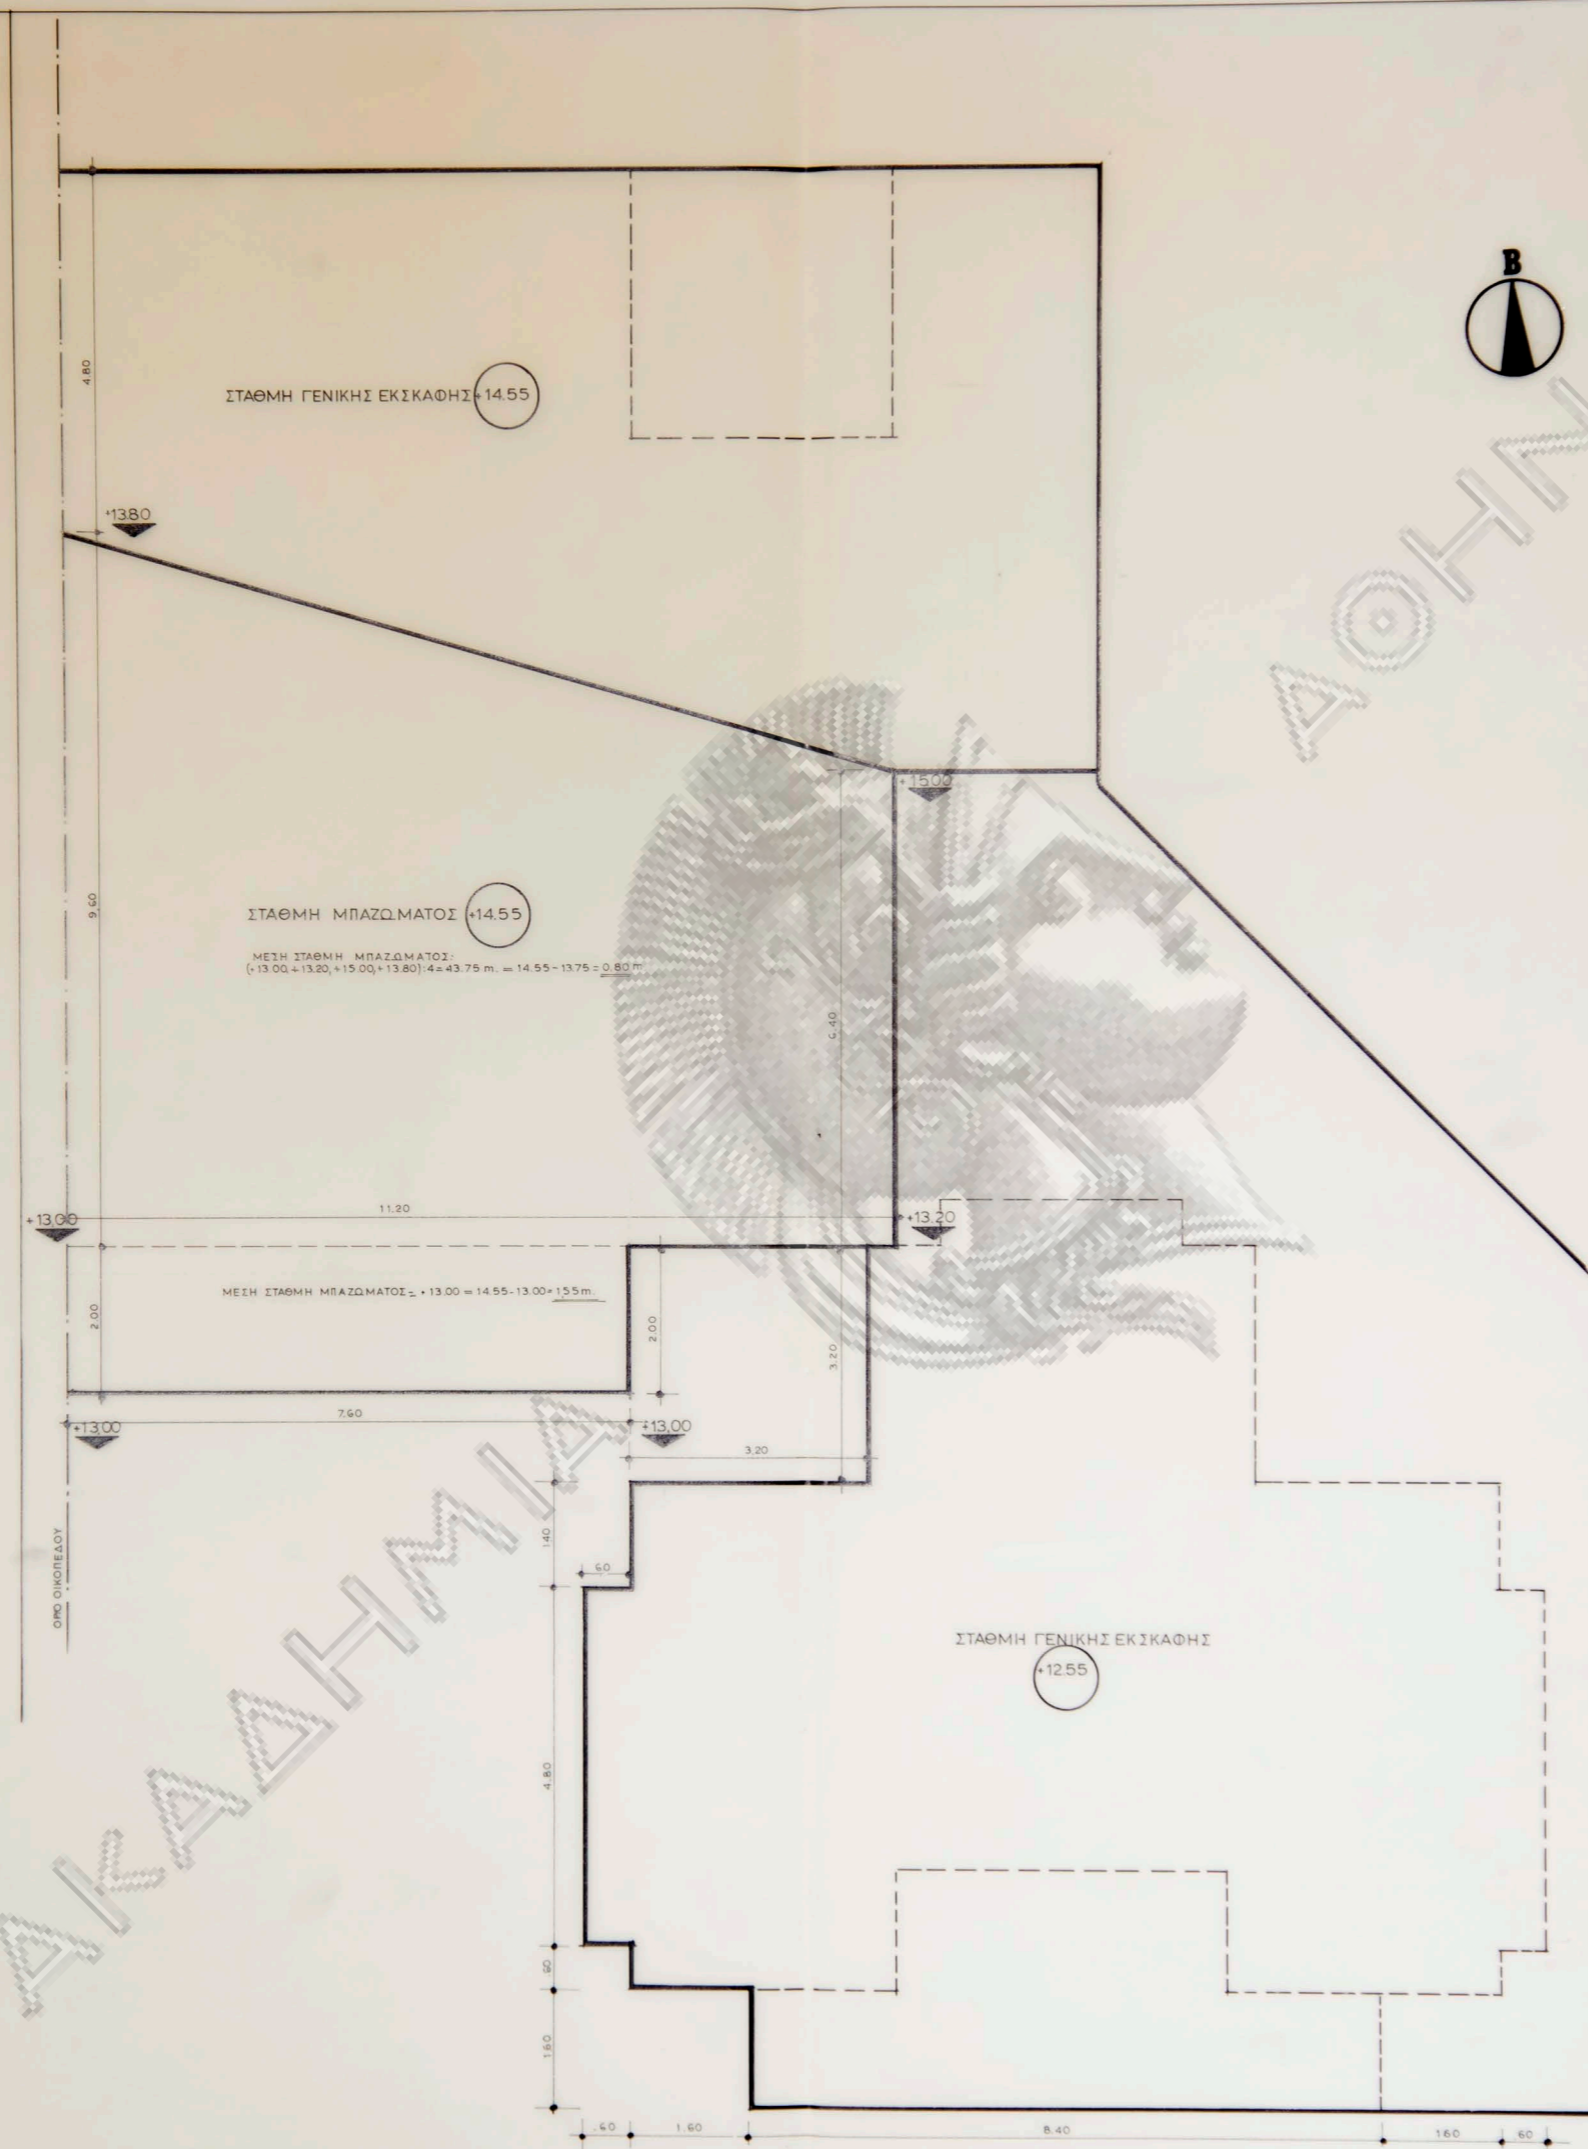 B
4.80
ΣΤΑΘΜΗ ΓΕΝΙΚΗΣ ΕΚΣΚΑΦΗΣ +14.55
+13.80
+15.00
9.60
ΣΤΑΘΜΗ ΜΠΑΖΩΜΑΤΟΣ +14.55
ΜΕΣΗ ΣΤΑΘΜΗ ΜΠΑΖΩΜΑΤΟΣ:
(+13.00,+13.20,+15.00,+13.80):4=+13.75 m. = 14.55-13.75 = 0.80 m
6.40
11.20
+13.00
+13.20
ΜΕΣΗ ΣΤΑΘΜΗ ΜΠΑΖΩΜΑΤΟΣ = +13.00 = 14.55-13.00=1.55m.
2.00
2.00
3.20
7.60
+13.00
+13.00
3.20
1.40
60
ΟΡΙΟ ΟΙΚΟΠΕΔΟΥ
ΣΤΑΘΜΗ ΓΕΝΙΚΗΣ ΕΚΣΚΑΦΗΣ
+12.55
4.80
60
1.60
.60
1.60
8.40
1.60
.60
ΑΚΑΔΗΜΙΑ
ΑΘΗΝ